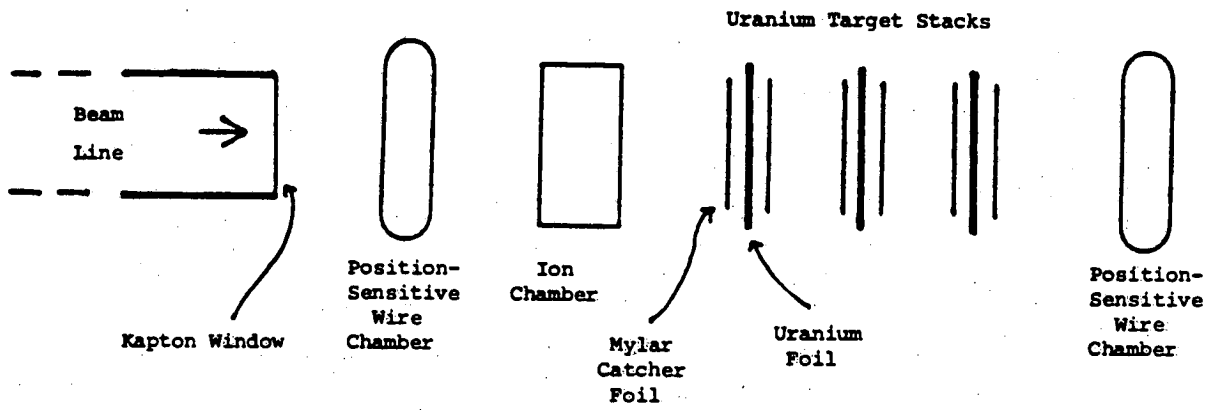 Uranium Target Stacks
Beam
Line
Kapton Window
Position-
Sensitive
Wire
Chamber
Ion
Chamber
Mylar
Catcher
Foil
Uranium
Foil
Position-
Sensitive
Wire
Chamber